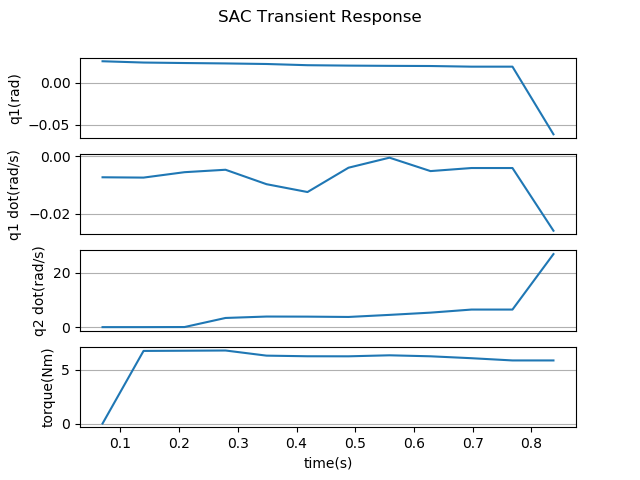 SAC Transient Response
0.00
−0.05
q1(rad)
0.00
−0.02
q1 dot(rad/s)
20
0
q2 dot(rad/s)
5
0
torque(Nm)
0.1 0.2 0.3 0.4 0.5 0.6 0.7 0.8
time(s)